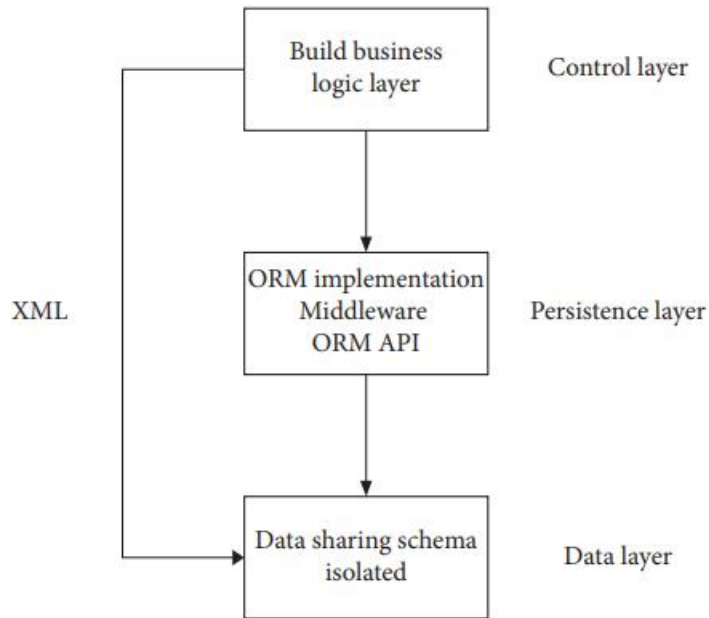 Build business
logic layer
Control layer
XML
ORM implementation
Middleware
ORM API
Persistence layer
Data sharing schema
isolated
Data layer